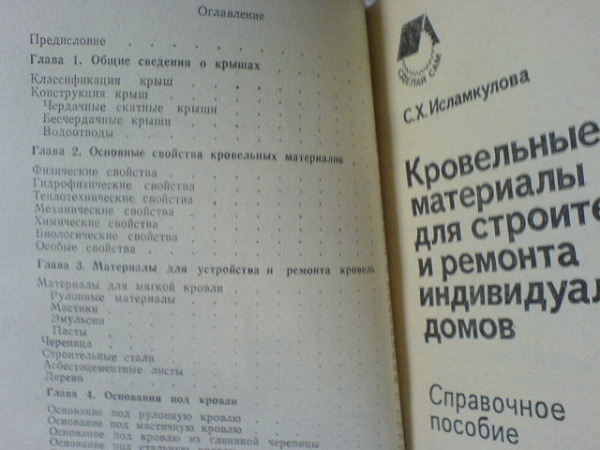 Оглавление
Предисловие
Глава 1. Общие сведения о крышах
Классификация крыш
Конструкция крыш
Чердачные скатные крыши
Бесчердачные крыши
Водоотводы
Глава 2. Основные свойства кровельных материалов
Физические свойства
Гидрофизические свойства
Теплотехнические свойства
Механические свойства
Химические свойства
Биологические свойства
Особые свойства
Глава 3. Материалы для устройства и ремонта кровель
Материалы для мягкой кровли
Рулонные материалы
Мастики
Эмульсии
Пасты
Черепица
Строительные стали
Асбестоцементные листы
Дерево
Глава 4. Основания под кровли
Основание под рулонную кровлю
Основание под мастичную кровлю
Основание под кровлю из глиняной черепицы
Основание под стальную
СДЕЛАЙ САМ
С.Х.Исламкулова
Кровельные
материалы
для строите
и ремонта
индивидуал
домов
Справочное
пособие